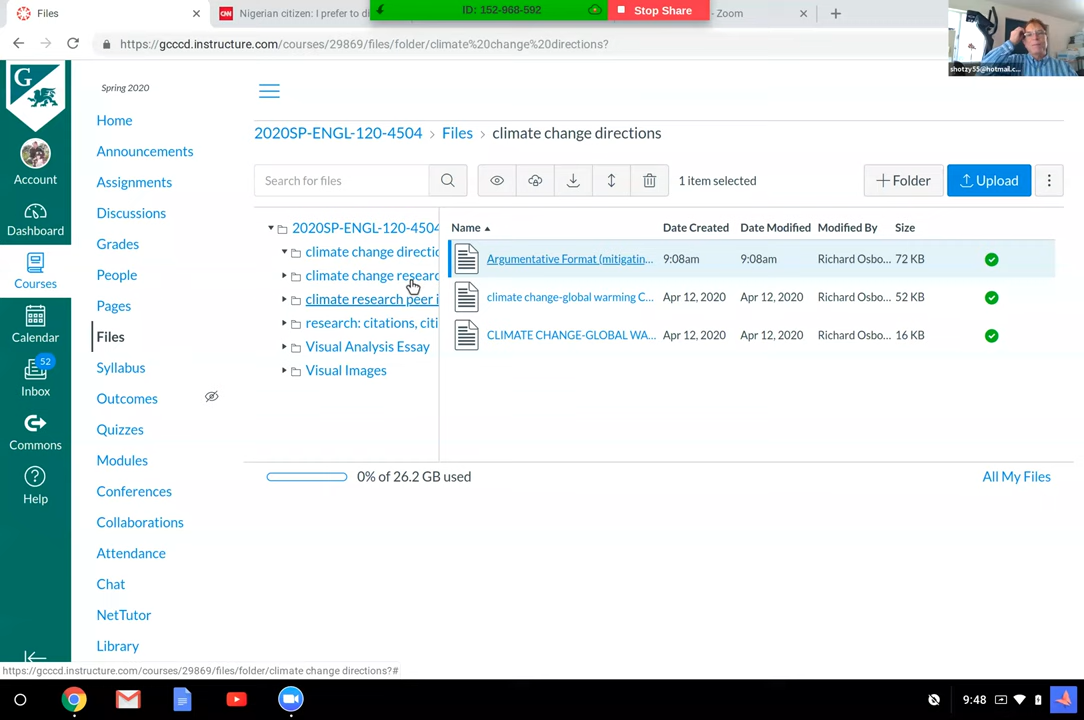 Files
Nigerian citizen: I prefer to di
ID: 152-968-592
Stop Share
- Zoom
https://gcccd.instructure.com/courses/29869/files/folder/climate%20change%20directions?
shotzy55@hotmail.c...
G
Account
Dashboard
Courses
Calendar
52
Inbox
Commons
Help
Spring 2020
Home
Announcements
Assignments
Discussions
Grades
People
Pages
Files
Syllabus
Outcomes
Quizzes
Modules
Conferences
Collaborations
Attendance
Chat
NetTutor
Library
2020SP-ENGL-120-4504 › Files › climate change directions
Search for files
1 item selected
+Folder
Upload
2020SP-ENGL-120-4504
climate change directio
climate change researc
climate research peer i
research: citations, citi
Visual Analysis Essay
Visual Images
Name Date Created Date Modified Modified By Size
Argumentative Format (mitigatin... 9:08am 9:08am Richard Osbo... 72 KB
climate change-global warming C... Apr 12, 2020 Apr 12, 2020 Richard Osbo... 52 KB
CLIMATE CHANGE-GLOBAL WA... Apr 12, 2020 Apr 12, 2020 Richard Osbo... 16 KB
0% of 26.2 GB used
All My Files
https://gcccd.instructure.com/courses/29869/files/folder/climate change directions?#
9:48